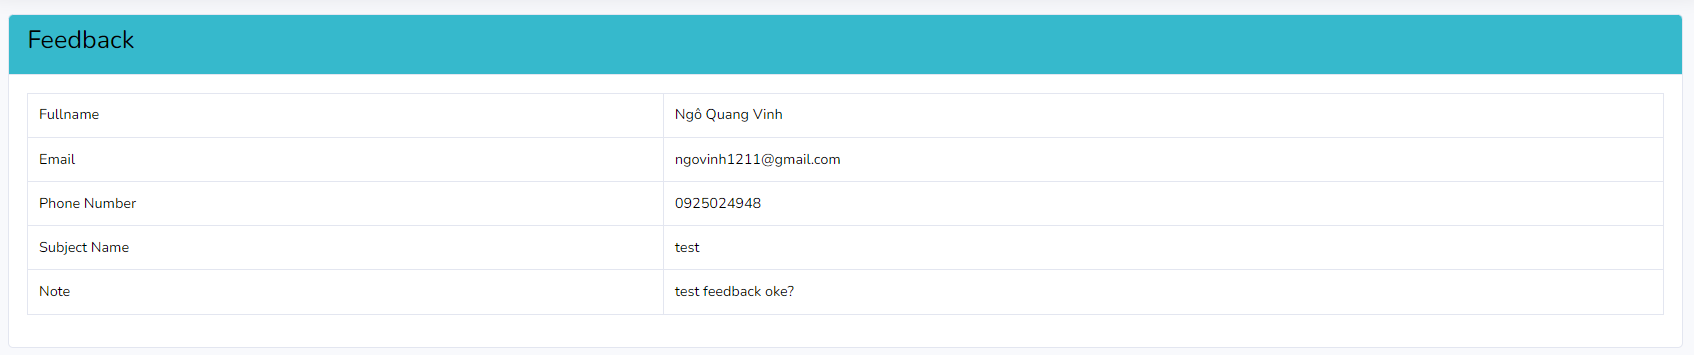 Feedback
Fullname Ngô Quang Vinh
Email ngovinh1211@gmail.com
Phone Number 0925024948
Subject Name test
Note test feedback oke?